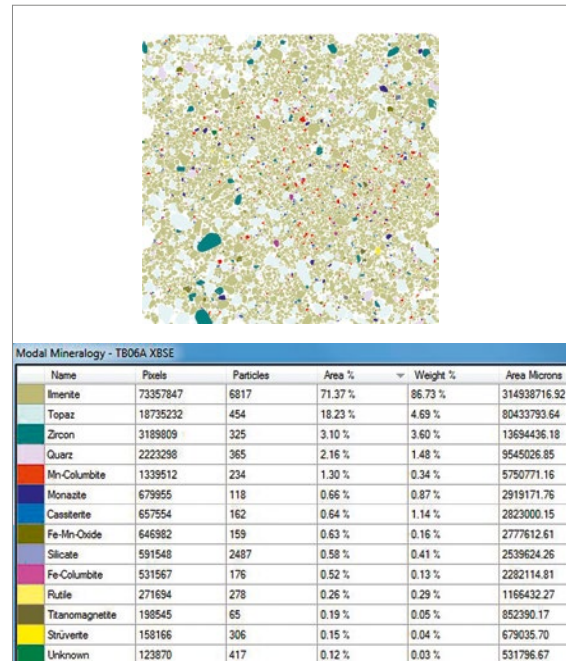 Modal Mineralogy - TB06A XBSE
Name Pixels Particles Area % Weight % Area Microns
Ilmenite 73357847 6817 71.37 % 86.73 % 314938716.92
Topaz 18735232 454 18.23 % 4.69 % 80433793.64
Zircon 3189809 325 3.10 % 3.60 % 13694436.18
Quarz 2223298 365 2.16 % 1.48 % 9545026.85
Mn-Columbite 1339512 234 1.30 % 0.34 % 5750771.16
Monazite 679955 118 0.66 % 0.87 % 2919171.76
Cassiterite 657554 162 0.64 % 1.14 % 2823000.15
Fe-Mn-Oxide 646982 159 0.63 % 0.16 % 2777612.61
Silicate 591548 2487 0.58 % 0.41 % 2539624.26
Fe-Columbite 531567 176 0.52 % 0.13 % 2282114.81
Rutile 271694 278 0.26 % 0.29 % 1166432.27
Titanomagnetite 198545 65 0.19 % 0.05 % 852390.17
Strüverite 158166 306 0.15 % 0.04 % 679035.70
Unknown 123870 417 0.12 % 0.03 % 531796.67